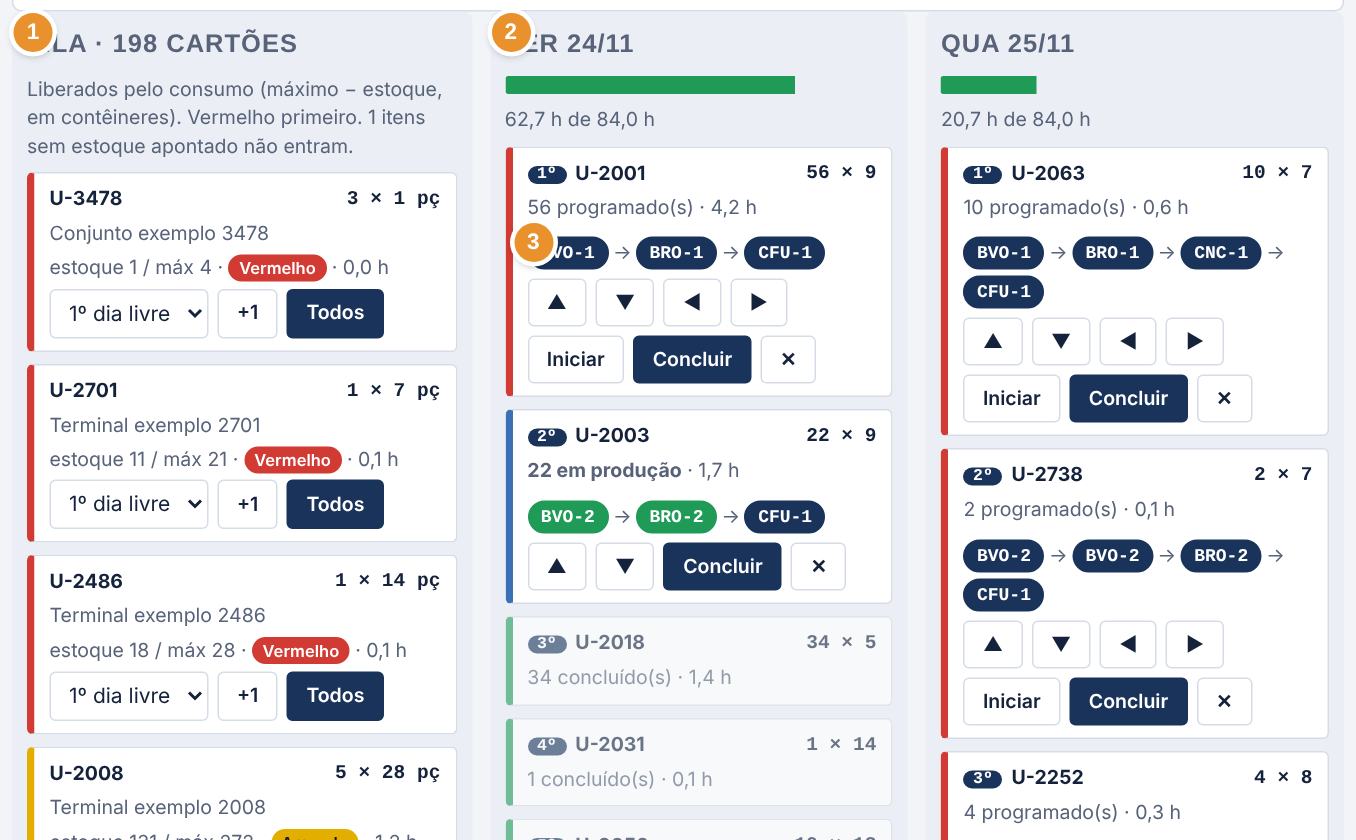 1
LA · 198 CARTÕES
Liberados pelo consumo (máximo – estoque,
em contêineres). Vermelho primeiro. 1 itens
sem estoque apontado não entram.
U-3478 3 × 1 pç
Conjunto exemplo 3478
estoque 1 / máx 4 · Vermelho · 0,0 h
1º dia livre +1 Todos
U-2701 1 × 7 pç
Terminal exemplo 2701
estoque 11 / máx 21 · Vermelho · 0,1 h
1º dia livre +1 Todos
U-2486 1 × 14 pç
Terminal exemplo 2486
estoque 18 / máx 28 · Vermelho · 0,1 h
1º dia livre +1 Todos
U-2008 5 × 28 pç
Terminal exemplo 2008
2
ER 24/11
62,7 h de 84,0 h
1º U-2001 56 × 9
56 programado(s) · 4,2 h
3
VO-1 → BRO-1 → CFU-1
▲ ▼ ◀ ▶
Iniciar Concluir ×
2º U-2003 22 × 9
22 em produção · 1,7 h
BVO-2 → BRO-2 → CFU-1
▲ ▼ Concluir ×
3º U-2018 34 × 5
34 concluído(s) · 1,4 h
4º U-2031 1 × 14
1 concluído(s) · 0,1 h
QUA 25/11
20,7 h de 84,0 h
1º U-2063 10 × 7
10 programado(s) · 0,6 h
BVO-1 → BRO-1 → CNC-1 →
CFU-1
▲ ▼ ◀ ▶
Iniciar Concluir ×
2º U-2738 2 × 7
2 programado(s) · 0,1 h
BVO-2 → BVO-2 → BRO-2 →
CFU-1
▲ ▼ ◀ ▶
Iniciar Concluir ×
3º U-2252 4 × 8
4 programado(s) · 0,3 h